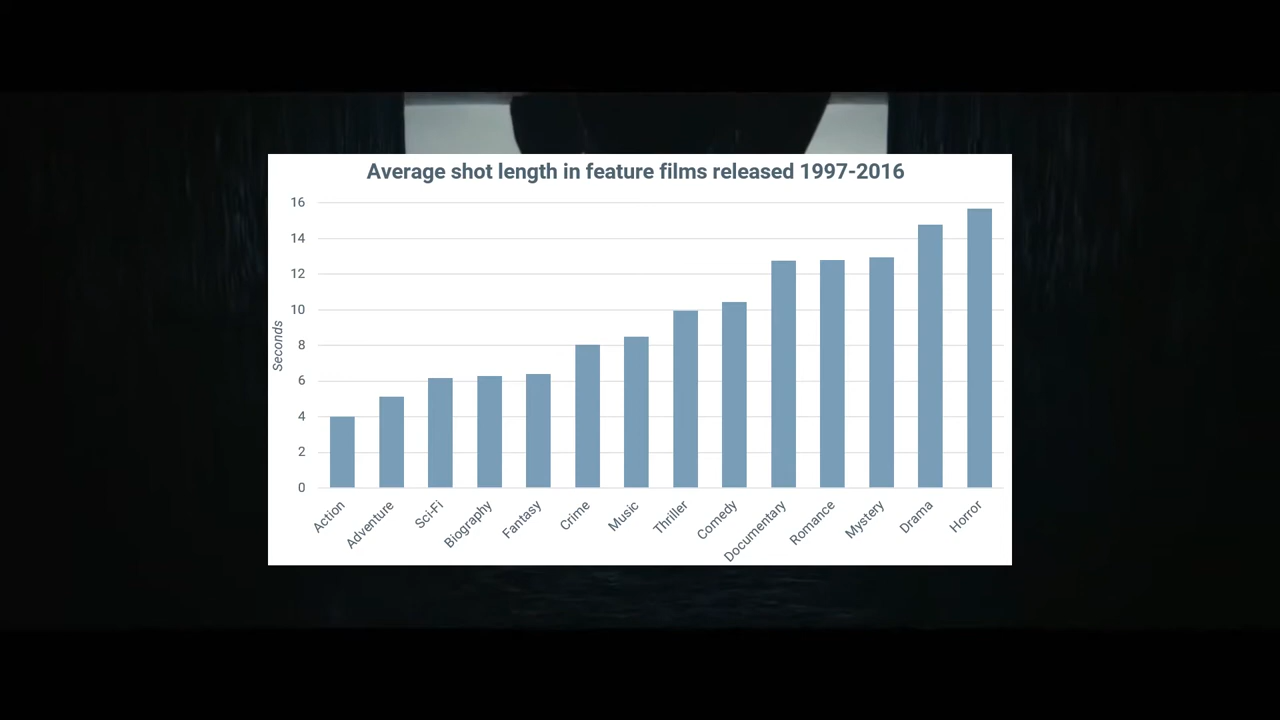 Average shot length in feature films released 1997-2016
16
14
12
10
8
6
4
2
0
Seconds
Action
Adventure
Sci-Fi
Biography
Fantasy
Crime
Music
Thriller
Comedy
Documentary
Romance
Mystery
Drama
Horror